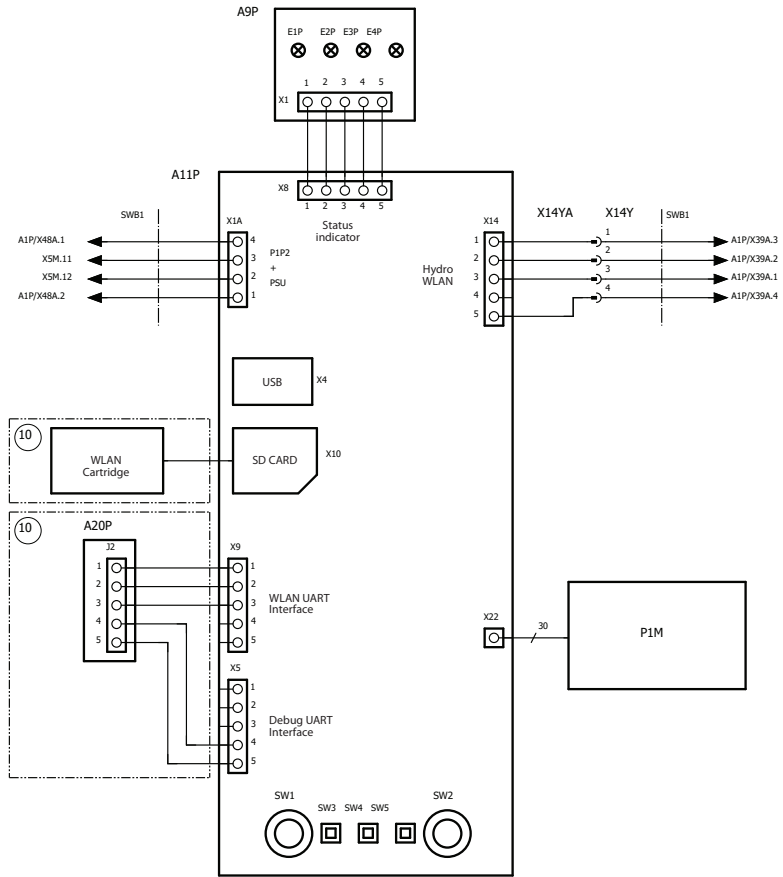 A9P
E1P E2P E3P E4P
1 2 3 4 5
X1
A11P
X8
1 2 3 4 5
Status
indicator
SWB1
X1A
A1P/X48A.1
4
X5M.11
3
X5M.12
2
A1P/X48A.2
1
P1P2
+
PSU
X14
X14YA
X14Y
SWB1
1
1
A1P/X39A.3
2
2
A1P/X39A.2
3
3
A1P/X39A.1
4
4
A1P/X39A.4
5
Hydro
WLAN
USB
X4
10
WLAN
Cartridge
SD CARD
X10
10
A20P
J2
1
2
3
4
5
X9
1
2
3
4
5
WLAN UART
Interface
X22
30
P1M
X5
1
2
3
4
5
Debug UART
Interface
SW1
SW3 SW4 SW5
SW2